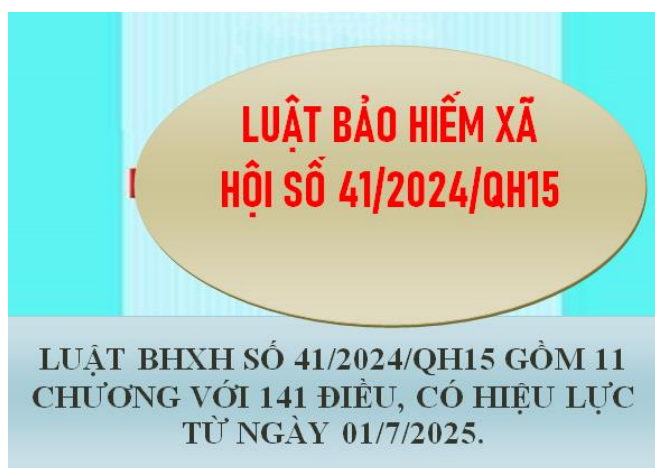 LUẬT BẢO HIỂM XÃ
HỘI SỐ 41/2024/QH15
LUẬT BHXH SỐ 41/2024/QH15 GỒM 11
CHƯƠNG VỚI 141 ĐIỀU, CÓ HIỆU LỰC
TỪ NGÀY 01/7/2025.